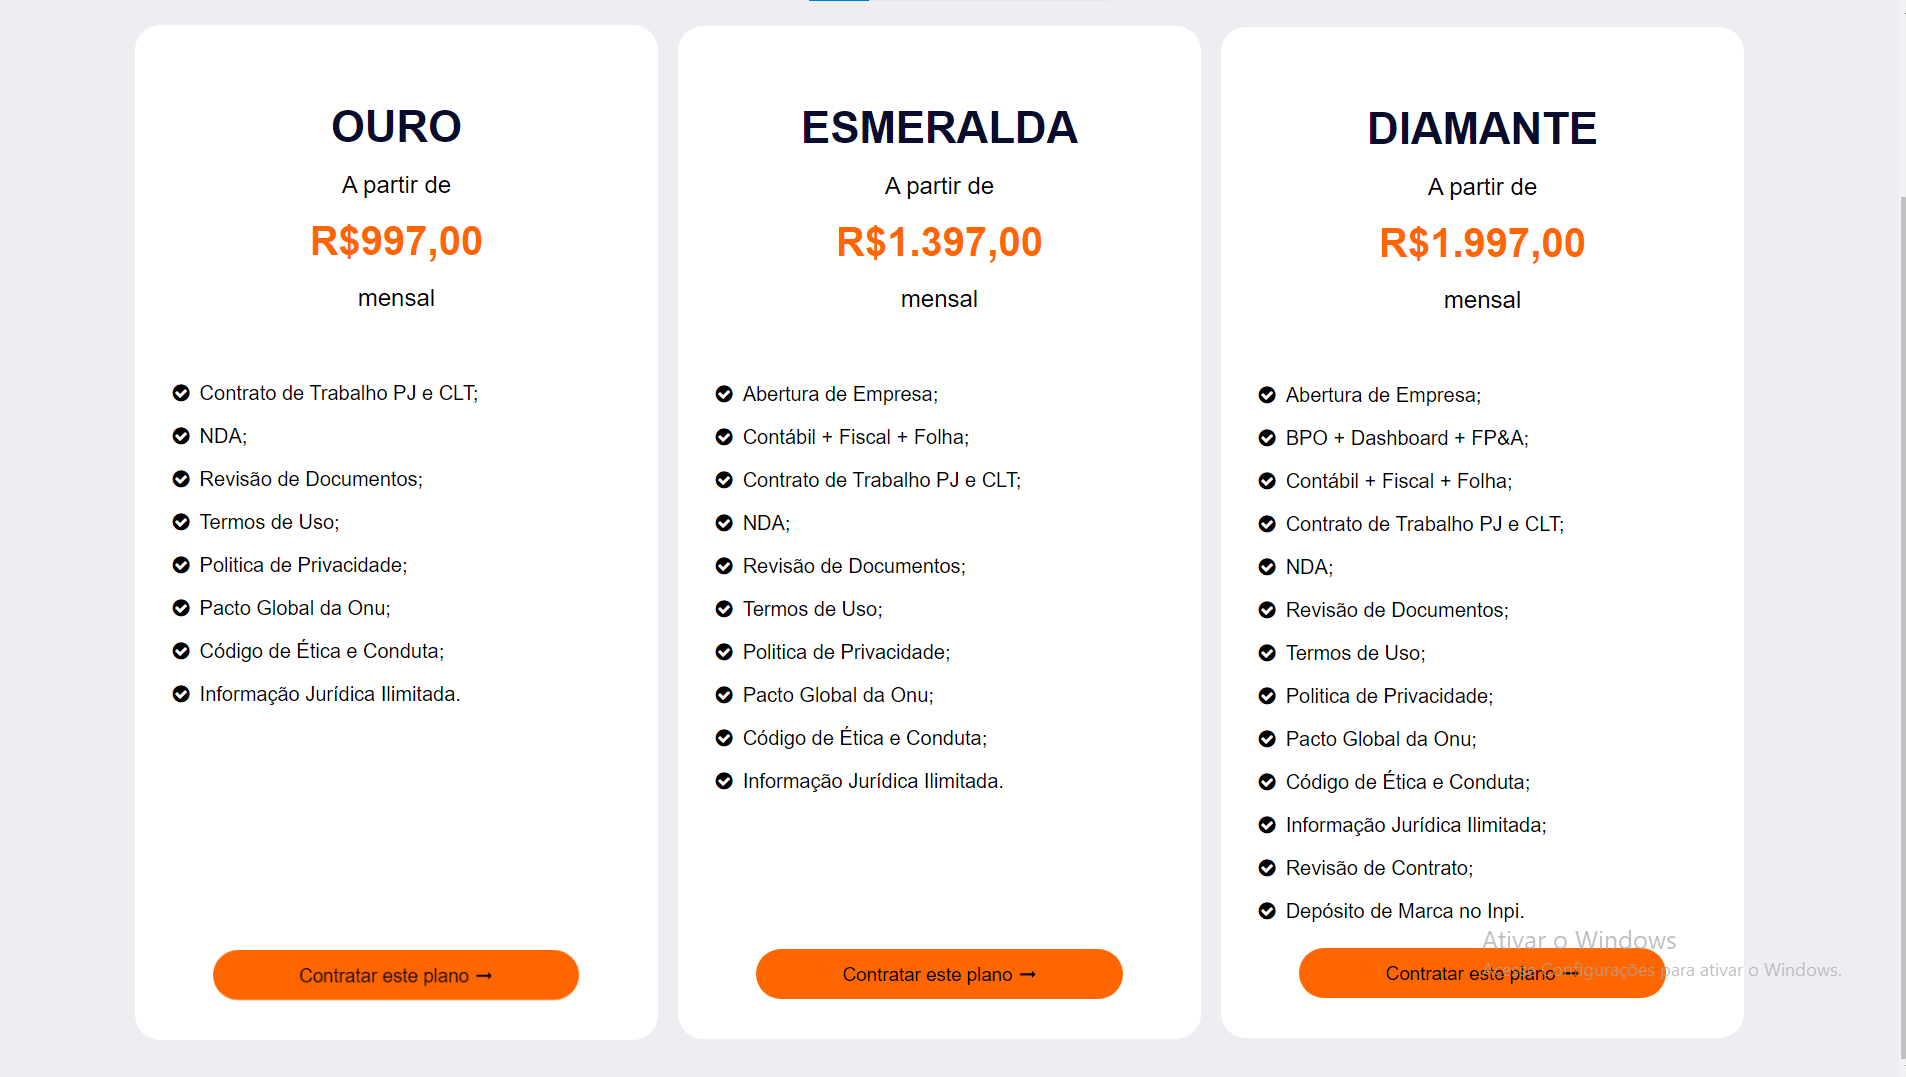 OURO
A partir de
R$997,00
mensal
Contrato de Trabalho PJ e CLT;
NDA;
Revisão de Documentos;
Termos de Uso;
Politica de Privacidade;
Pacto Global da Onu;
Código de Ética e Conduta;
Informação Jurídica Ilimitada.
Contratar este plano ➞
ESMERALDA
A partir de
R$1.397,00
mensal
Abertura de Empresa;
Contábil + Fiscal + Folha;
Contrato de Trabalho PJ e CLT;
NDA;
Revisão de Documentos;
Termos de Uso;
Politica de Privacidade;
Pacto Global da Onu;
Código de Ética e Conduta;
Informação Jurídica Ilimitada.
Contratar este plano ➞
DIAMANTE
A partir de
R$1.997,00
mensal
Abertura de Empresa;
BPO + Dashboard + FP&A;
Contábil + Fiscal + Folha;
Contrato de Trabalho PJ e CLT;
NDA;
Revisão de Documentos;
Termos de Uso;
Politica de Privacidade;
Pacto Global da Onu;
Código de Ética e Conduta;
Informação Jurídica Ilimitada;
Revisão de Contrato;
Depósito de Marca no Inpi.
Contratar este plano ➞
Ativar o Windows
Acesse Configurações para ativar o Windows.